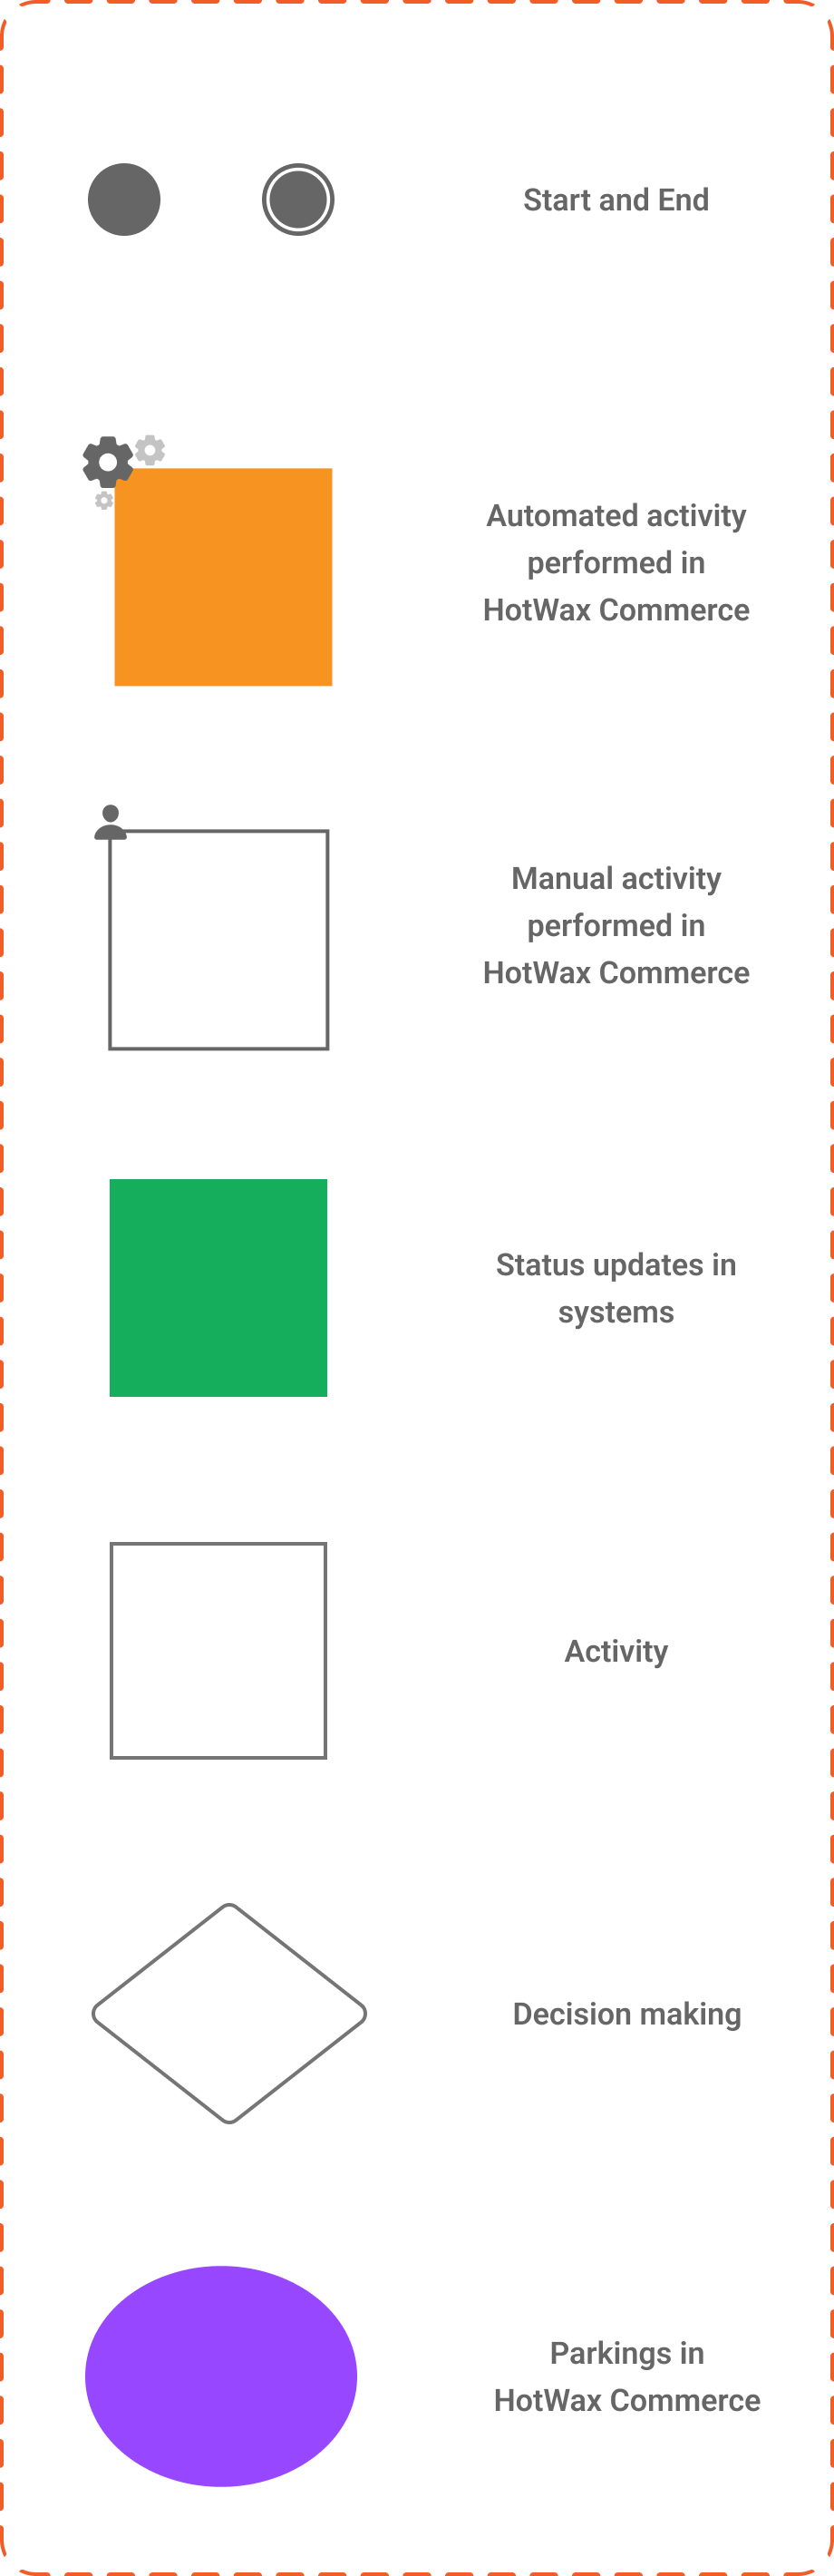 Start and End
Automated activity
performed in
HotWax Commerce
Manual activity
performed in
HotWax Commerce
Status updates in
systems
Activity
Decision making
Parkings in
HotWax Commerce